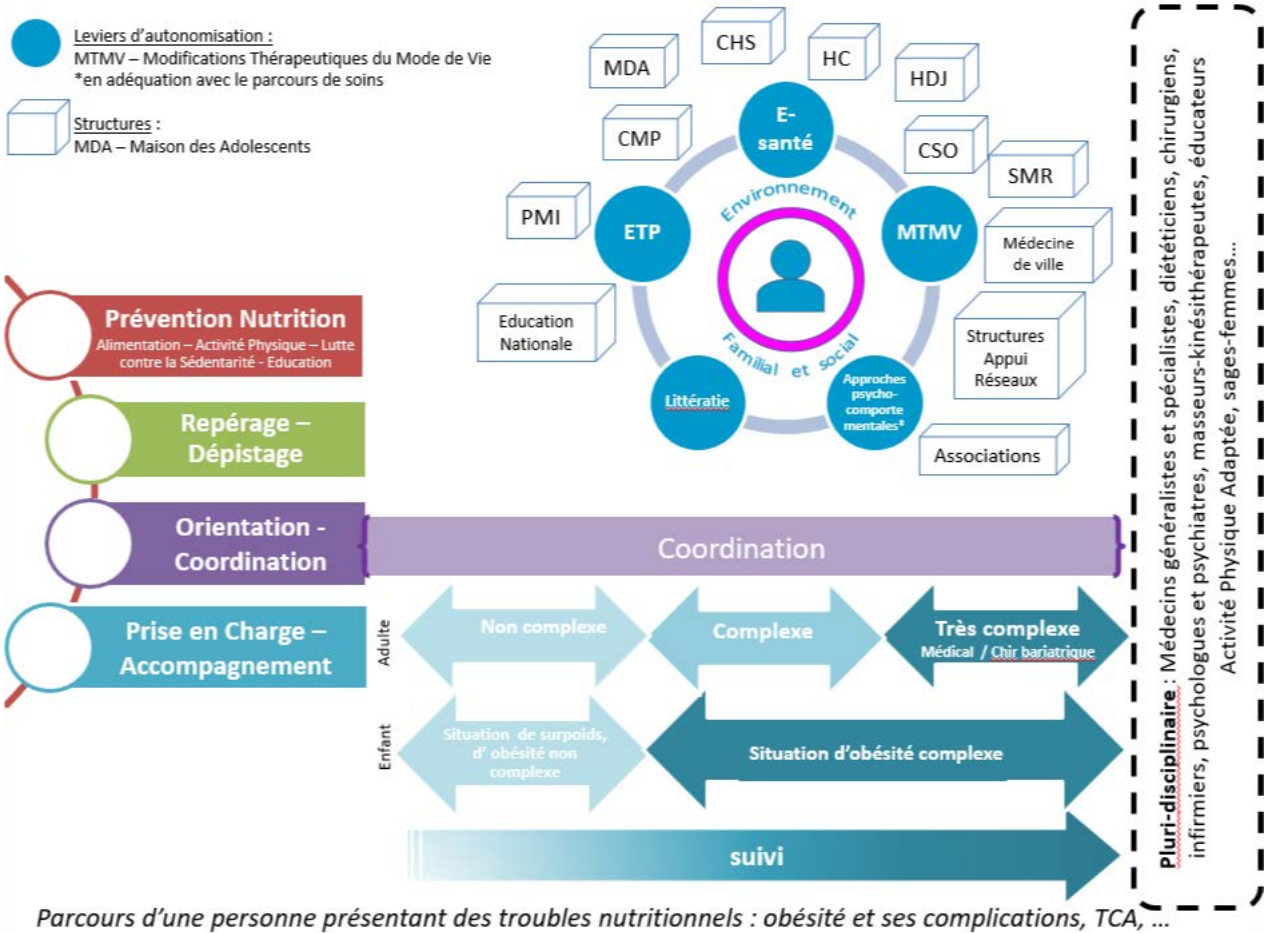 Leviers d'autonomisation :
MTMV – Modifications Thérapeutiques du Mode de Vie
*en adéquation avec le parcours de soins
Structures :
MDA – Maison des Adolescents
MDA
CHS
HC
HDJ
CMP
CSO
SMR
PMI
Médecine
de ville
Education
Nationale
Structures
Appui
Réseaux
Associations
E-
santé
ETP
MTMV
Littératie
Approches
psycho-
comporte
mentales*
Environnement
Familial et social
Prévention Nutrition
Alimentation – Activité Physique – Lutte
contre la Sédentarité - Education
Repérage –
Dépistage
Orientation -
Coordination
Coordination
Prise en Charge –
Accompagnement
Adulte
Non complexe
Complexe
Très complexe
Médical / Chir bariatrique
Enfant
Situation de surpoids,
d' obésité non
complexe
Situation d'obésité complexe
suivi
Pluri-disciplinaire : Médecins généralistes et spécialistes, diététiciens, chirurgiens,
infirmiers, psychologues et psychiatres, masseurs-kinésithérapeutes, éducateurs
Activité Physique Adaptée, sages-femmes...
Parcours d'une personne présentant des troubles nutritionnels : obésité et ses complications, TCA, ...